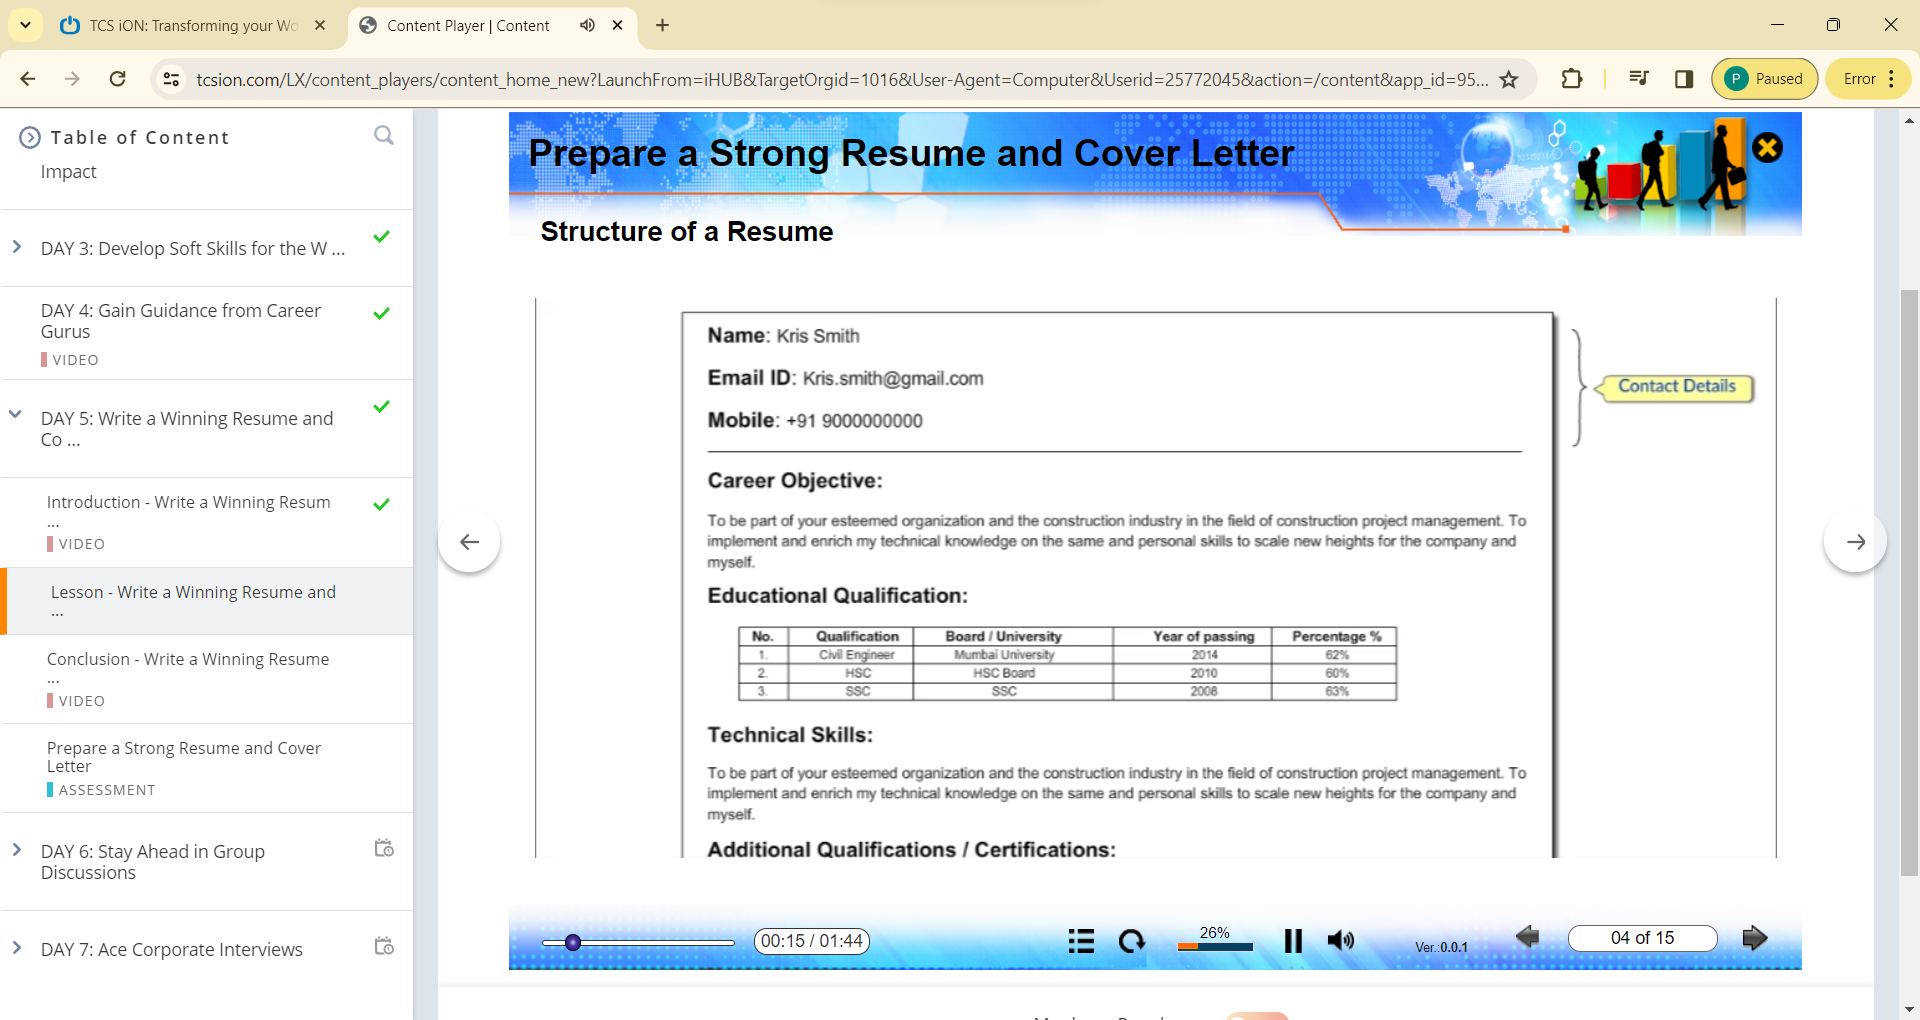 TCS iON: Transforming your Wo
Content Player | Content
tcsion.com/LX/content_players/content_home_new?LaunchFrom=iHUB&TargetOrgid=1016&User-Agent=Computer&Userid=25772045&action=/content&app_id=95...
P Paused
Error
Table of Content
Impact
DAY 3: Develop Soft Skills for the W ...
DAY 4: Gain Guidance from Career
Gurus
VIDEO
DAY 5: Write a Winning Resume and
Co ...
Introduction - Write a Winning Resum
...
VIDEO
Lesson - Write a Winning Resume and
...
Conclusion - Write a Winning Resume
...
VIDEO
Prepare a Strong Resume and Cover
Letter
ASSESSMENT
DAY 6: Stay Ahead in Group
Discussions
DAY 7: Ace Corporate Interviews
Prepare a Strong Resume and Cover Letter
Structure of a Resume
Name: Kris Smith
Email ID: Kris.smith@gmail.com
Mobile: +91 9000000000
Contact Details
Career Objective:
To be part of your esteemed organization and the construction industry in the field of construction project management. To
implement and enrich my technical knowledge on the same and personal skills to scale new heights for the company and
myself.
Educational Qualification:
No. Qualification Board / University Year of passing Percentage %
1. Civil Engineer Mumbai University 2014 62%
2. HSC HSC Board 2010 60%
3. SSC SSC 2008 63%
Technical Skills:
To be part of your esteemed organization and the construction industry in the field of construction project management. To
implement and enrich my technical knowledge on the same and personal skills to scale new heights for the company and
myself.
Additional Qualifications / Certifications:
00:15 / 01:44
26%
Ver.:0.0.1
04 of 15